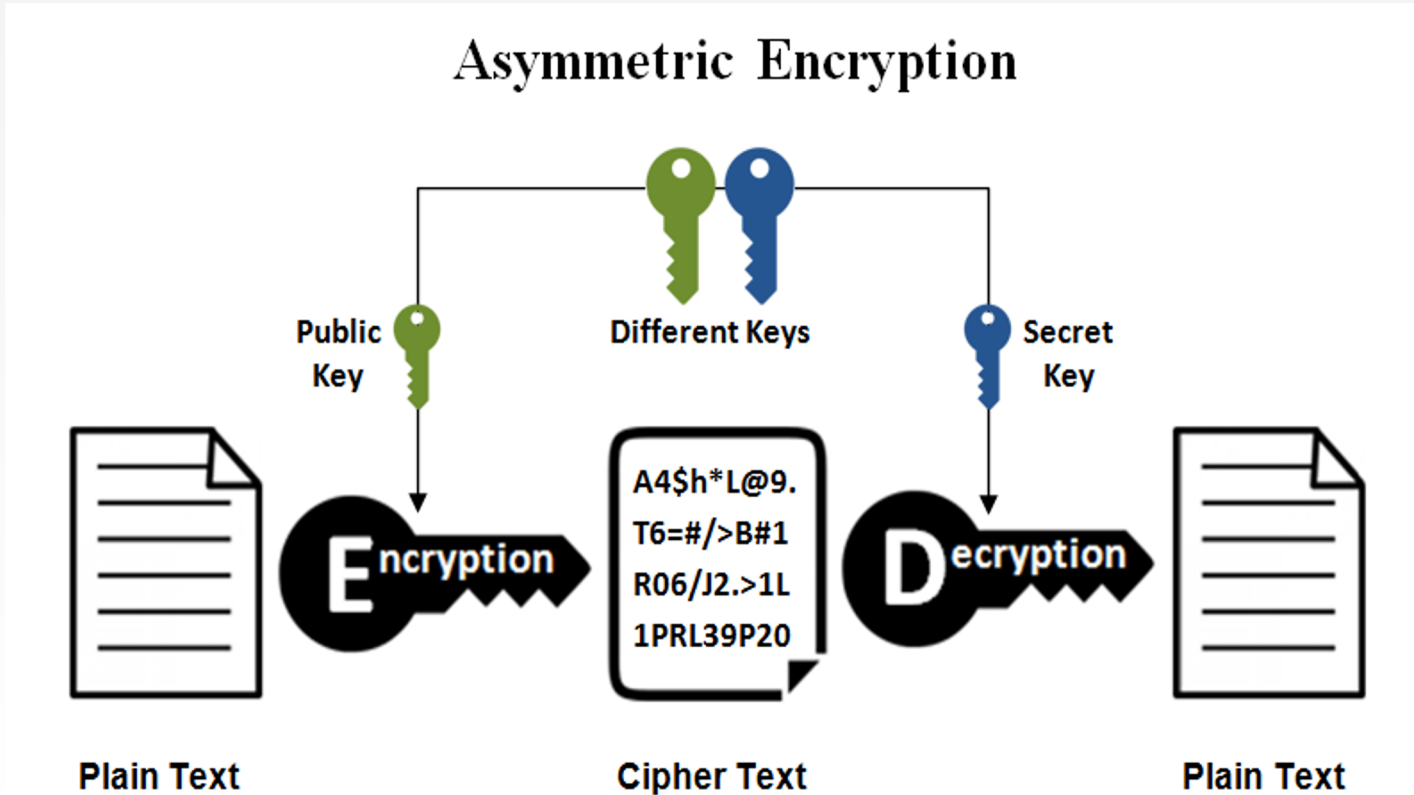 Asymmetric Encryption
Public
Key
Different Keys
Secret
Key
Encryption
A4$h*L@9.
T6=#/>B#1
R06/J2.>1L
1PRL39P20
Decryption
Plain Text
Cipher Text
Plain Text